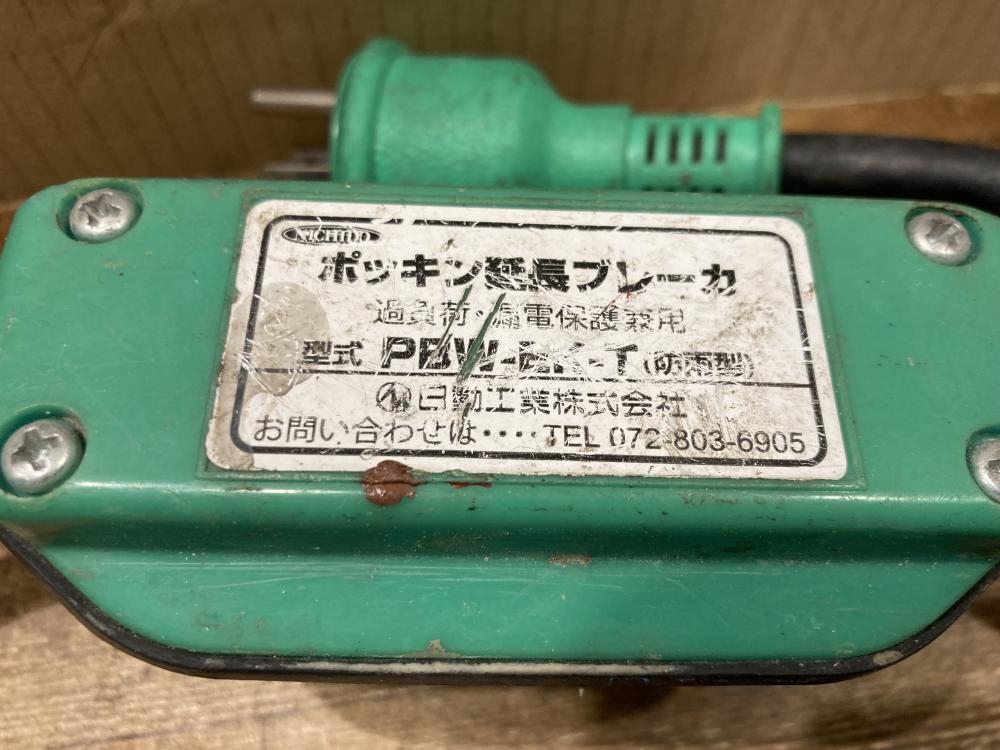 NICHIDO
ポッキン延長ブレーカ
過負荷・漏電保護兼用
型式 PBW-EK-T(防雨型)
日動工業株式会社
お問い合わせは・・・・TEL 072-803-6905